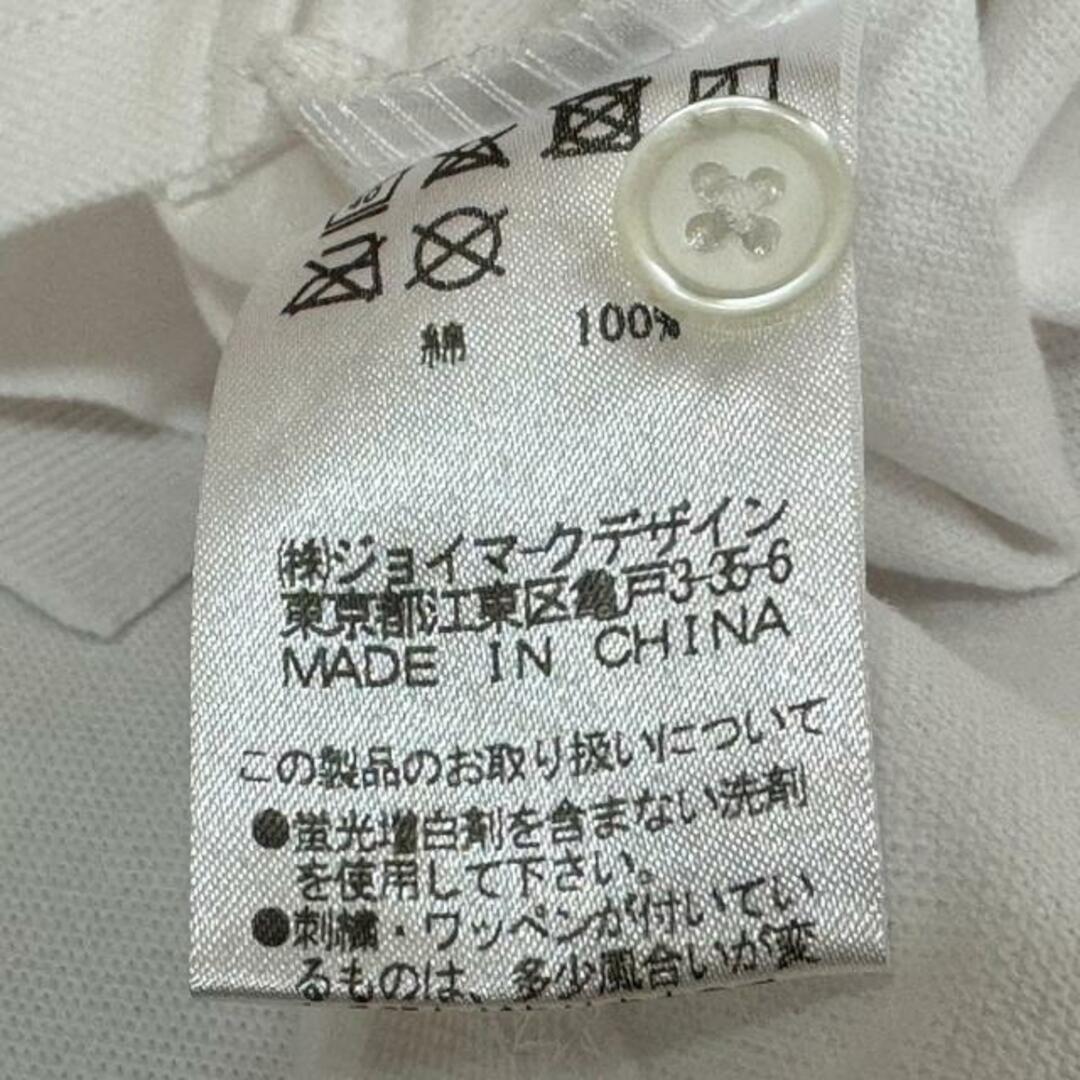 綿 100%
㈱ジョイマークデザイン
東京都江東区亀戸3-35-6
MADE IN CHINA
この製品のお取り扱いについて
●蛍光増白剤を含まない洗剤
を使用して下さい。
●刺繍・ワッペンが付いてい
るものは、多少風合いが変